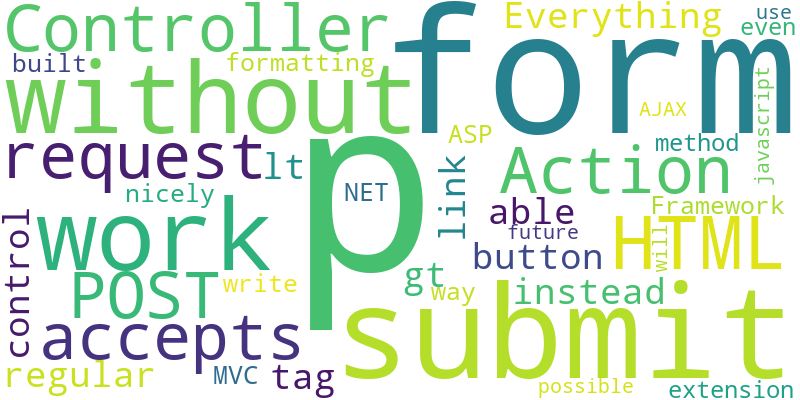 Controller
form
Everything
use
even
built
formatting
without
javascript
AJAX
request
lt
p
ASP
method
link
Action
NET
nicely
work
able
Framework
control
future
will
HTML
button
POST
gt
write
way
instead
submit
accepts
regular
MVC
tag
possible
extension